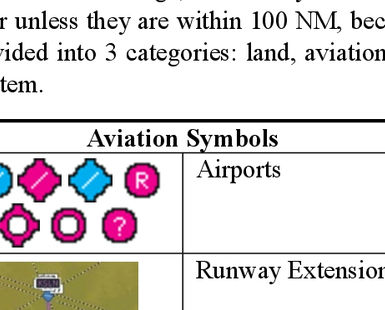 r unless they are within 100 NM, bec
vided into 3 categories: land, aviation
tem.
Aviation Symbols
R
Airports
?
Runway Extension